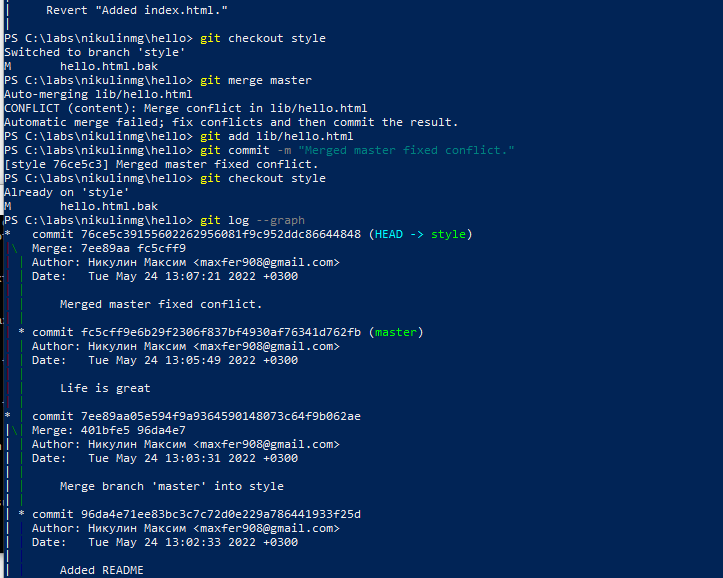 |     Revert "Added index.html."
|
PS C:\labs\nikulinmg\hello> git checkout style
Switched to branch 'style'
M       hello.html.bak
PS C:\labs\nikulinmg\hello> git merge master
Auto-merging lib/hello.html
CONFLICT (content): Merge conflict in lib/hello.html
Automatic merge failed; fix conflicts and then commit the result.
PS C:\labs\nikulinmg\hello> git add lib/hello.html
PS C:\labs\nikulinmg\hello> git commit -m "Merged master fixed conflict."
[style 76ce5c3] Merged master fixed conflict.
PS C:\labs\nikulinmg\hello> git checkout style
Already on 'style'
M       hello.html.bak
PS C:\labs\nikulinmg\hello> git log --graph
*   commit 76ce5c39155602262956081f9c952ddc86644848 (HEAD -> style)
|\  Merge: 7ee89aa fc5cff9
| | Author: Никулин Максим <maxfer908@gmail.com>
| | Date:   Tue May 24 13:07:21 2022 +0300
| |
| |     Merged master fixed conflict.
| |
| * commit fc5cff9e6b29f2306f837bf4930af76341d762fb (master)
| | Author: Никулин Максим <maxfer908@gmail.com>
| | Date:   Tue May 24 13:05:49 2022 +0300
| |
| |     Life is great
| |
* | commit 7ee89aa05e594f9a9364590148073c64f9b062ae
|\| Merge: 401bfe5 96da4e7
| | Author: Никулин Максим <maxfer908@gmail.com>
| | Date:   Tue May 24 13:03:31 2022 +0300
| |
| |     Merge branch 'master' into style
| |
| * commit 96da4e71ee83bc3c7c72d0e229a786441933f25d
| | Author: Никулин Максим <maxfer908@gmail.com>
| | Date:   Tue May 24 13:02:33 2022 +0300
| |
| |     Added README